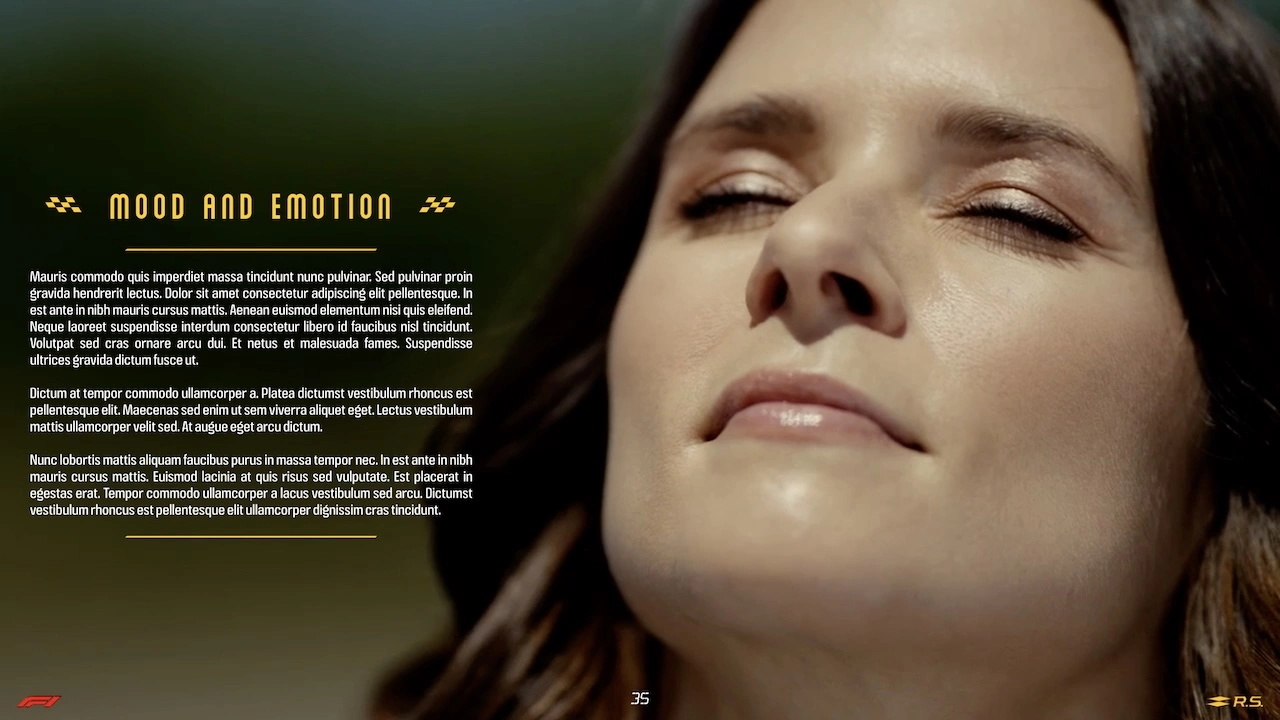 MOOD AND EMOTION
Mauris commodo quis imperdiet massa tincidunt nunc pulvinar. Sed pulvinar proin
gravida hendrerit lectus. Dolor sit amet consectetur adipiscing elit pellentesque. In
est ante in nibh mauris cursus mattis. Aenean euismod elementum nisi quis eleifend.
Neque laoreet suspendisse interdum consectetur libero id faucibus nisl tincidunt.
Volutpat sed cras ornare arcu dui. Et netus et malesuada fames. Suspendisse
ultrices gravida dictum fusce ut.
Dictum at tempor commodo ullamcorper a. Platea dictumst vestibulum rhoncus est
pellentesque elit. Maecenas sed enim ut sem viverra aliquet eget. Lectus vestibulum
mattis ullamcorper velit sed. At augue eget arcu dictum.
Nunc lobortis mattis aliquam faucibus purus in massa tempor nec. In est ante in nibh
mauris cursus mattis. Euismod lacinia at quis risus sed vulputate. Est placerat in
egestas erat. Tempor commodo ullamcorper a lacus vestibulum sed arcu. Dictumst
vestibulum rhoncus est pellentesque elit ullamcorper dignissim cras tincidunt.
F1
35
R.S.